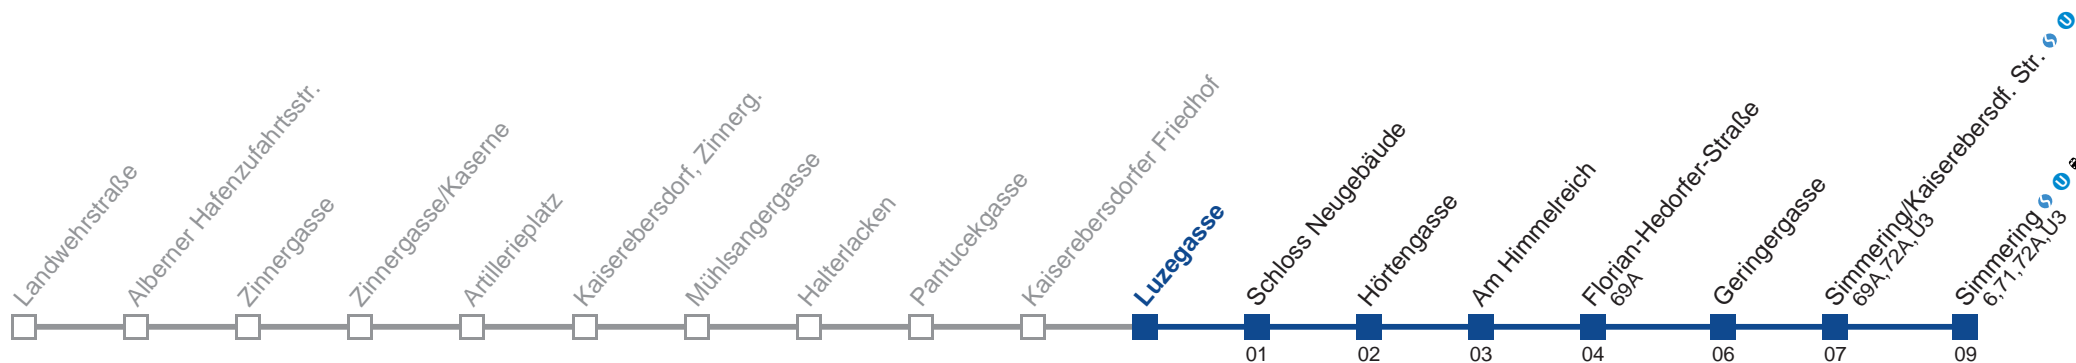 Landwehrstraße
Alberner Hafenzufahrtsstr.
Zinnergasse
Zinnergasse/Kaserne
Artillerieplatz
Kaiserebersdorf, Zinnerg.
Mühlsangergasse
Halterlacken
Pantucekgasse
Kaiserebersdorfer Friedhof
Luzegasse
Schloss Neugebäude
01
Hörtengasse
02
Am Himmelreich
03
Florian-Hedorfer-Straße
69A
04
Geringergasse
06
Simmering/Kaiserebersdf. Str. S U
69A,72A,U3
07
Simmering S U
6,71,72A,U3
09